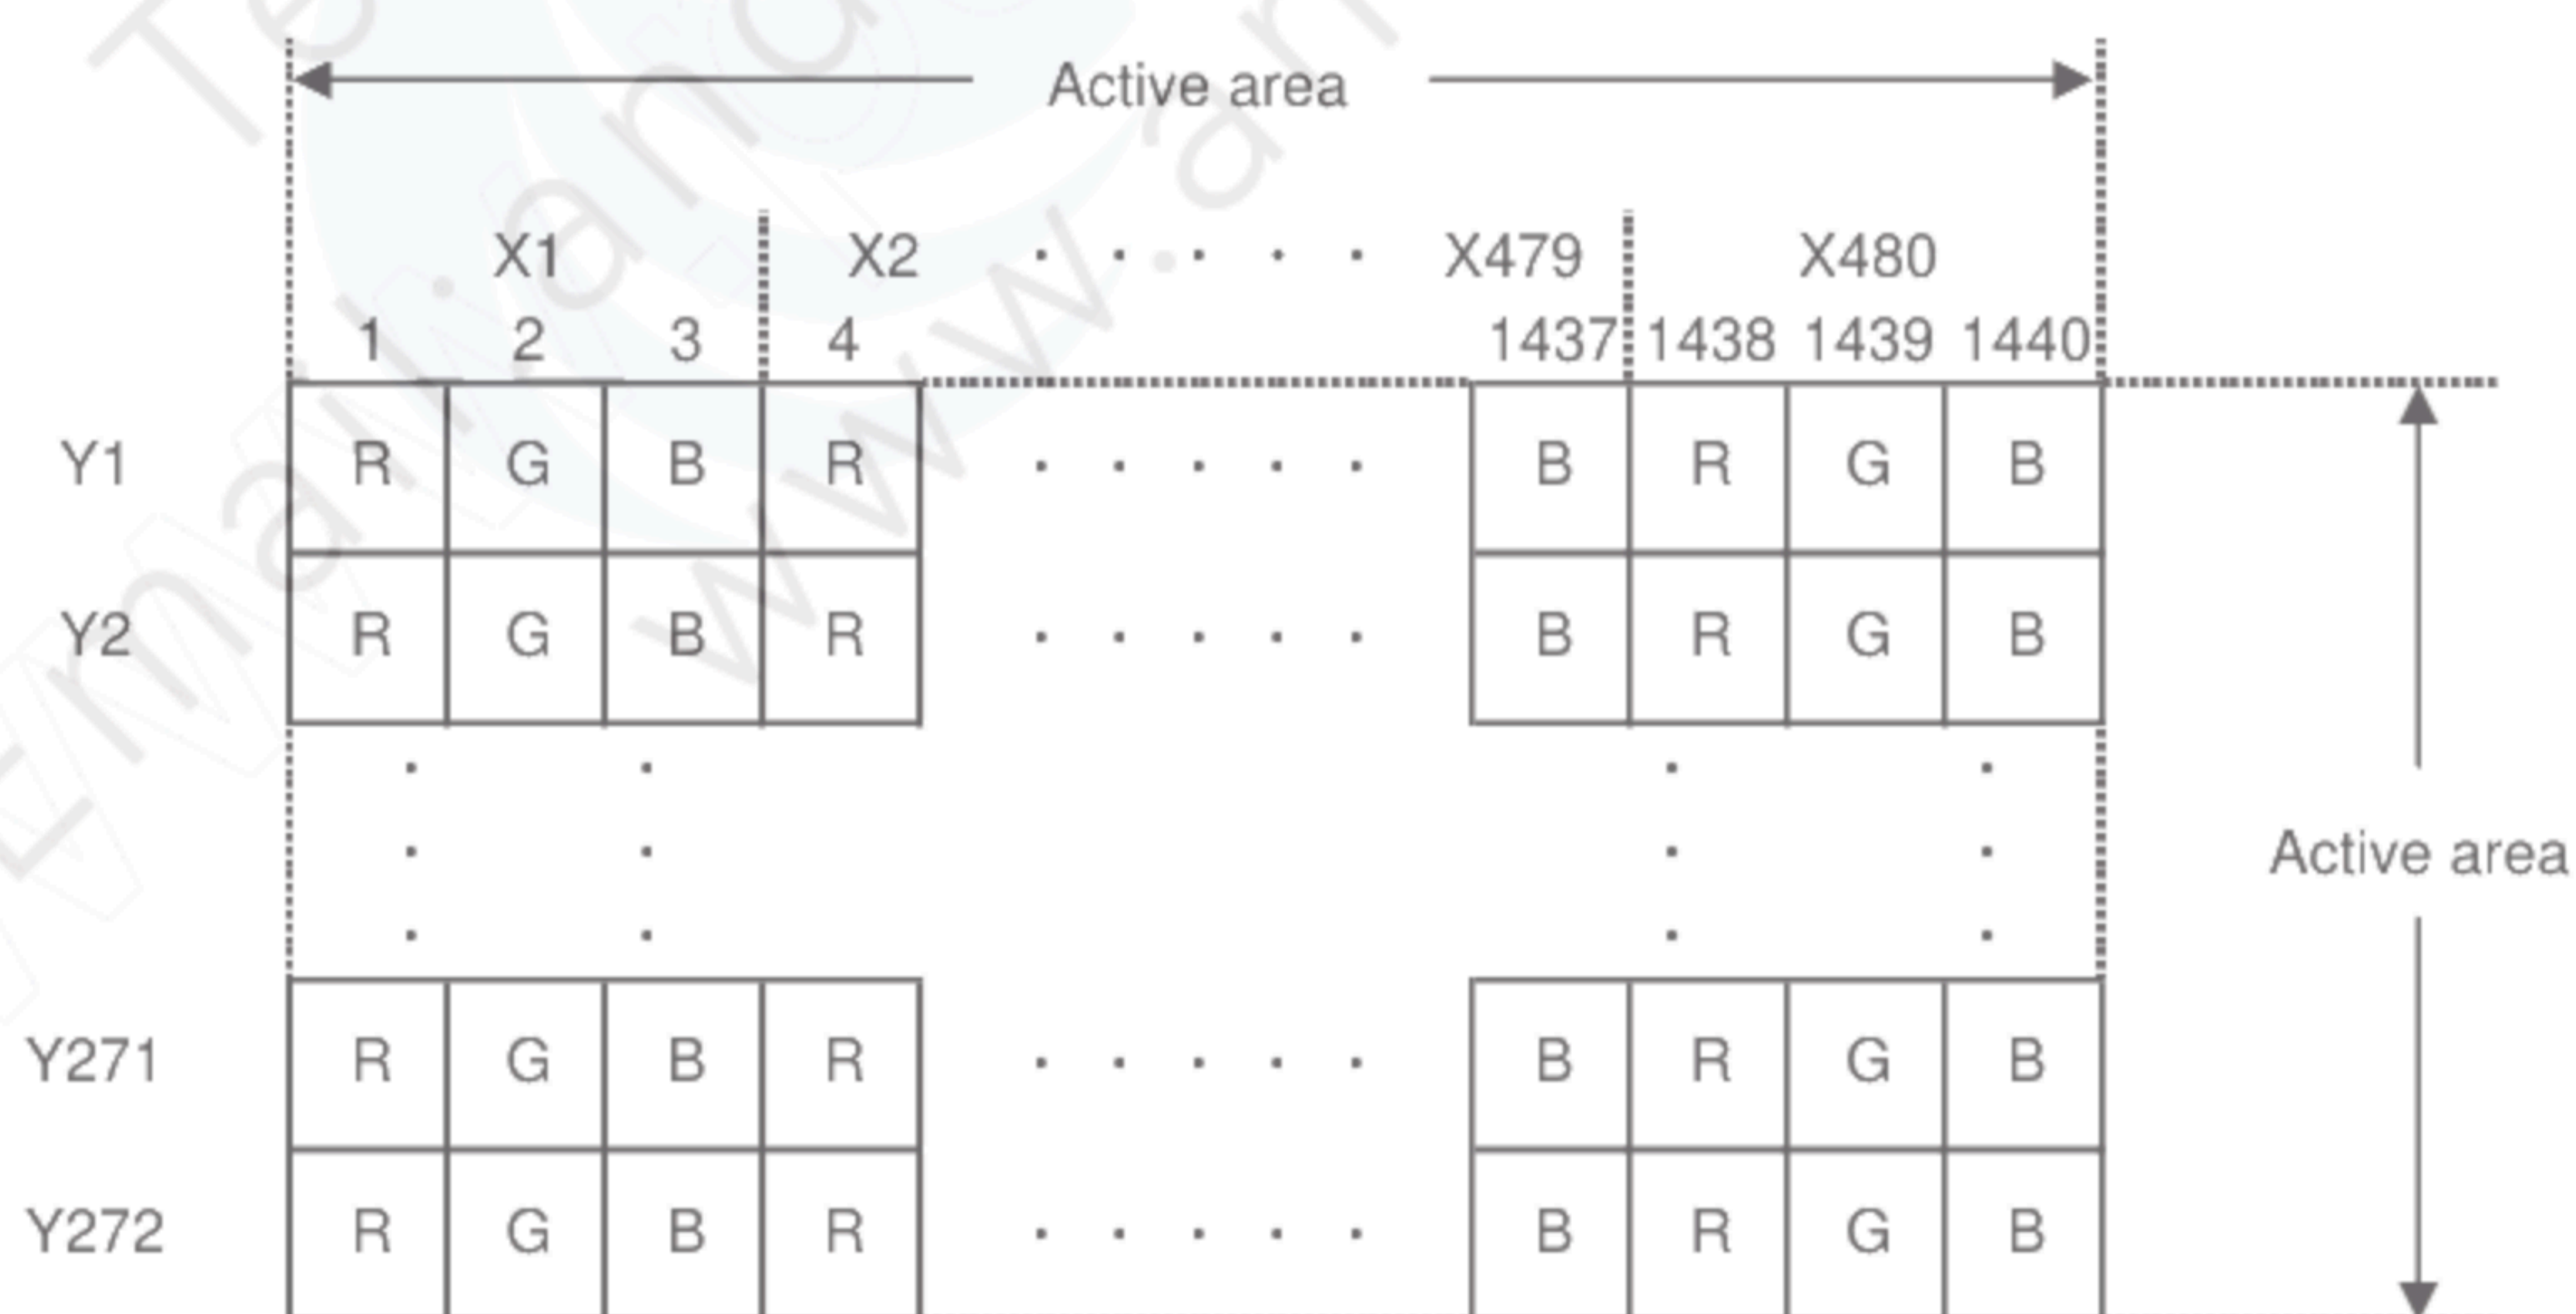 Active area
X1 X2 · · · · · X479 X480
1 2 3 4 1437 1438 1439 1440
Y1 R G B R · · · · · B R G B
Y2 R G B R · · · · · B R G B
Active area
Y271 R G B R · · · · · B R G B
Y272 R G B R · · · · · B R G B